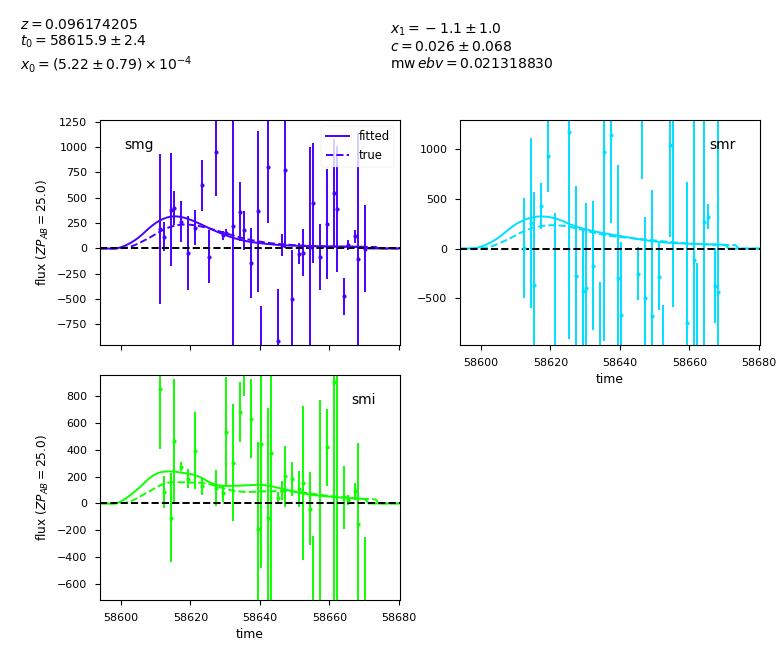 z = 0.096174205
t₀ = 58615.9 ± 2.4
x₀ = (5.22 ± 0.79) × 10⁻⁴
x₁ = −1.1 ± 1.0
c = 0.026 ± 0.068
mw ebv = 0.021318830
smg
fitted
true
1250
1000
750
500
250
0
−250
−500
−750
flux (ZP_AB = 25.0)
smr
1000
500
0
−500
58600 58620 58640 58660 58680
time
smi
800
600
400
200
0
−200
−400
−600
flux (ZP_AB = 25.0)
58600 58620 58640 58660 58680
time